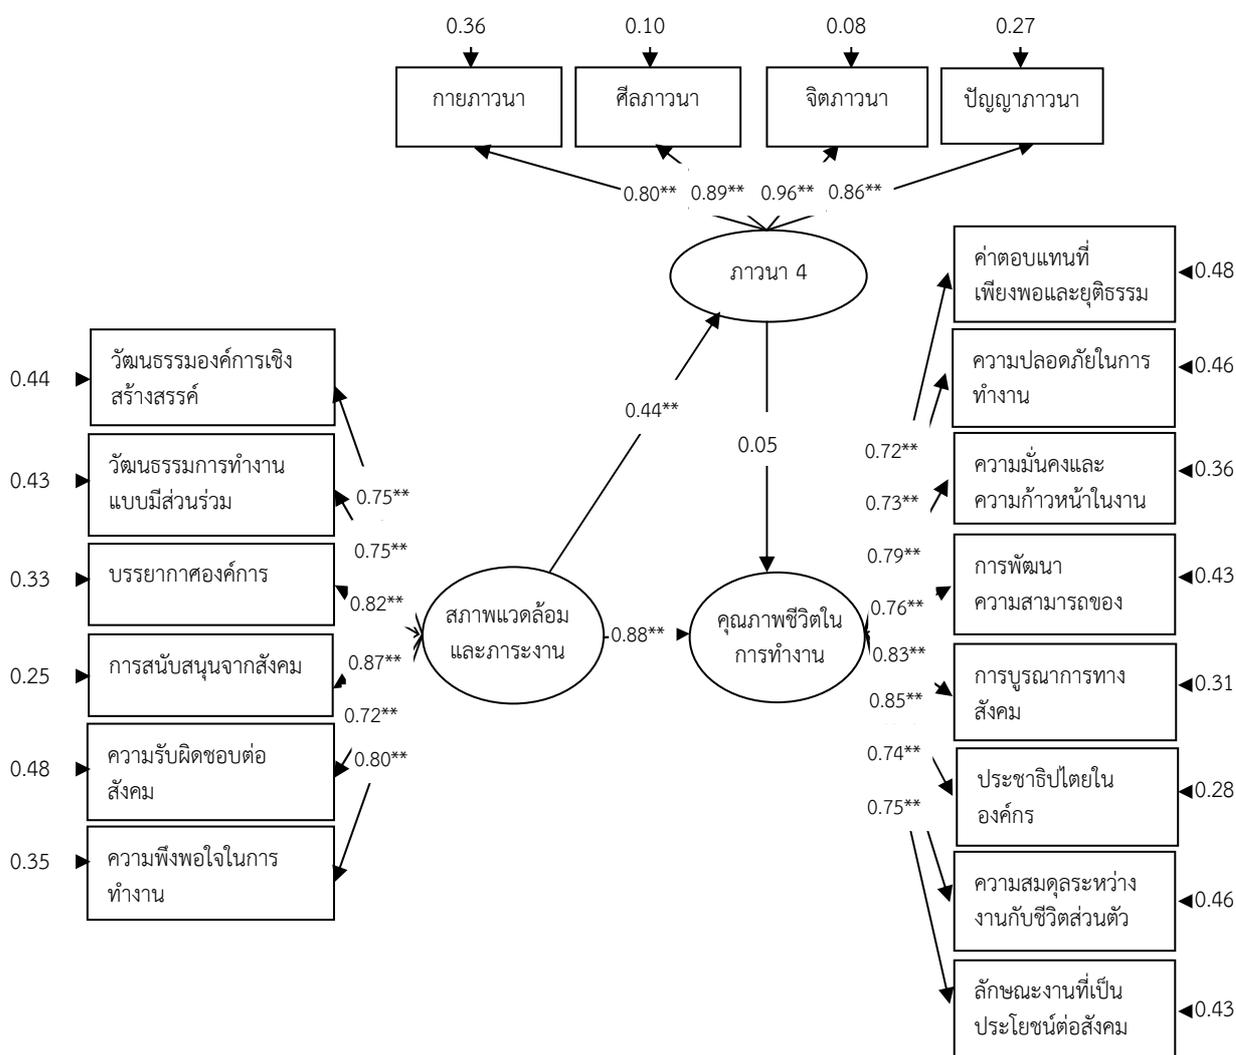 0.36
0.10
0.08
0.27
กายภาวนา
ศีลภาวนา
จิตภาวนา
ปัญญาภาวนา
0.80**
0.89**
0.96**
0.86**
ภาวนา 4
0.44**
0.05
0.44
วัฒนธรรมองค์การเชิง
สร้างสรรค์
0.43
วัฒนธรรมการทำงาน
แบบมีส่วนร่วม
0.33
บรรยากาศองค์การ
0.25
การสนับสนุนจากสังคม
0.48
ความรับผิดชอบต่อ
สังคม
0.35
ความพึงพอใจในการ
ทำงาน
0.75**
0.75**
0.82**
0.87**
0.72**
0.80**
สภาพแวดล้อม
และภาระงาน
0.88**
คุณภาพชีวิตใน
การทำงาน
0.72**
0.73**
0.79**
0.76**
0.83**
0.85**
0.74**
0.75**
ค่าตอบแทนที่
เพียงพอและยุติธรรม
0.48
ความปลอดภัยในการ
ทำงาน
0.46
ความมั่นคงและ
ความก้าวหน้าในงาน
0.36
การพัฒนา
ความสามารถของ
0.43
การบูรณาการทาง
สังคม
0.31
ประชาธิปไตยใน
องค์กร
0.28
ความสมดุลระหว่าง
งานกับชีวิตส่วนตัว
0.46
ลักษณะงานที่เป็น
ประโยชน์ต่อสังคม
0.43